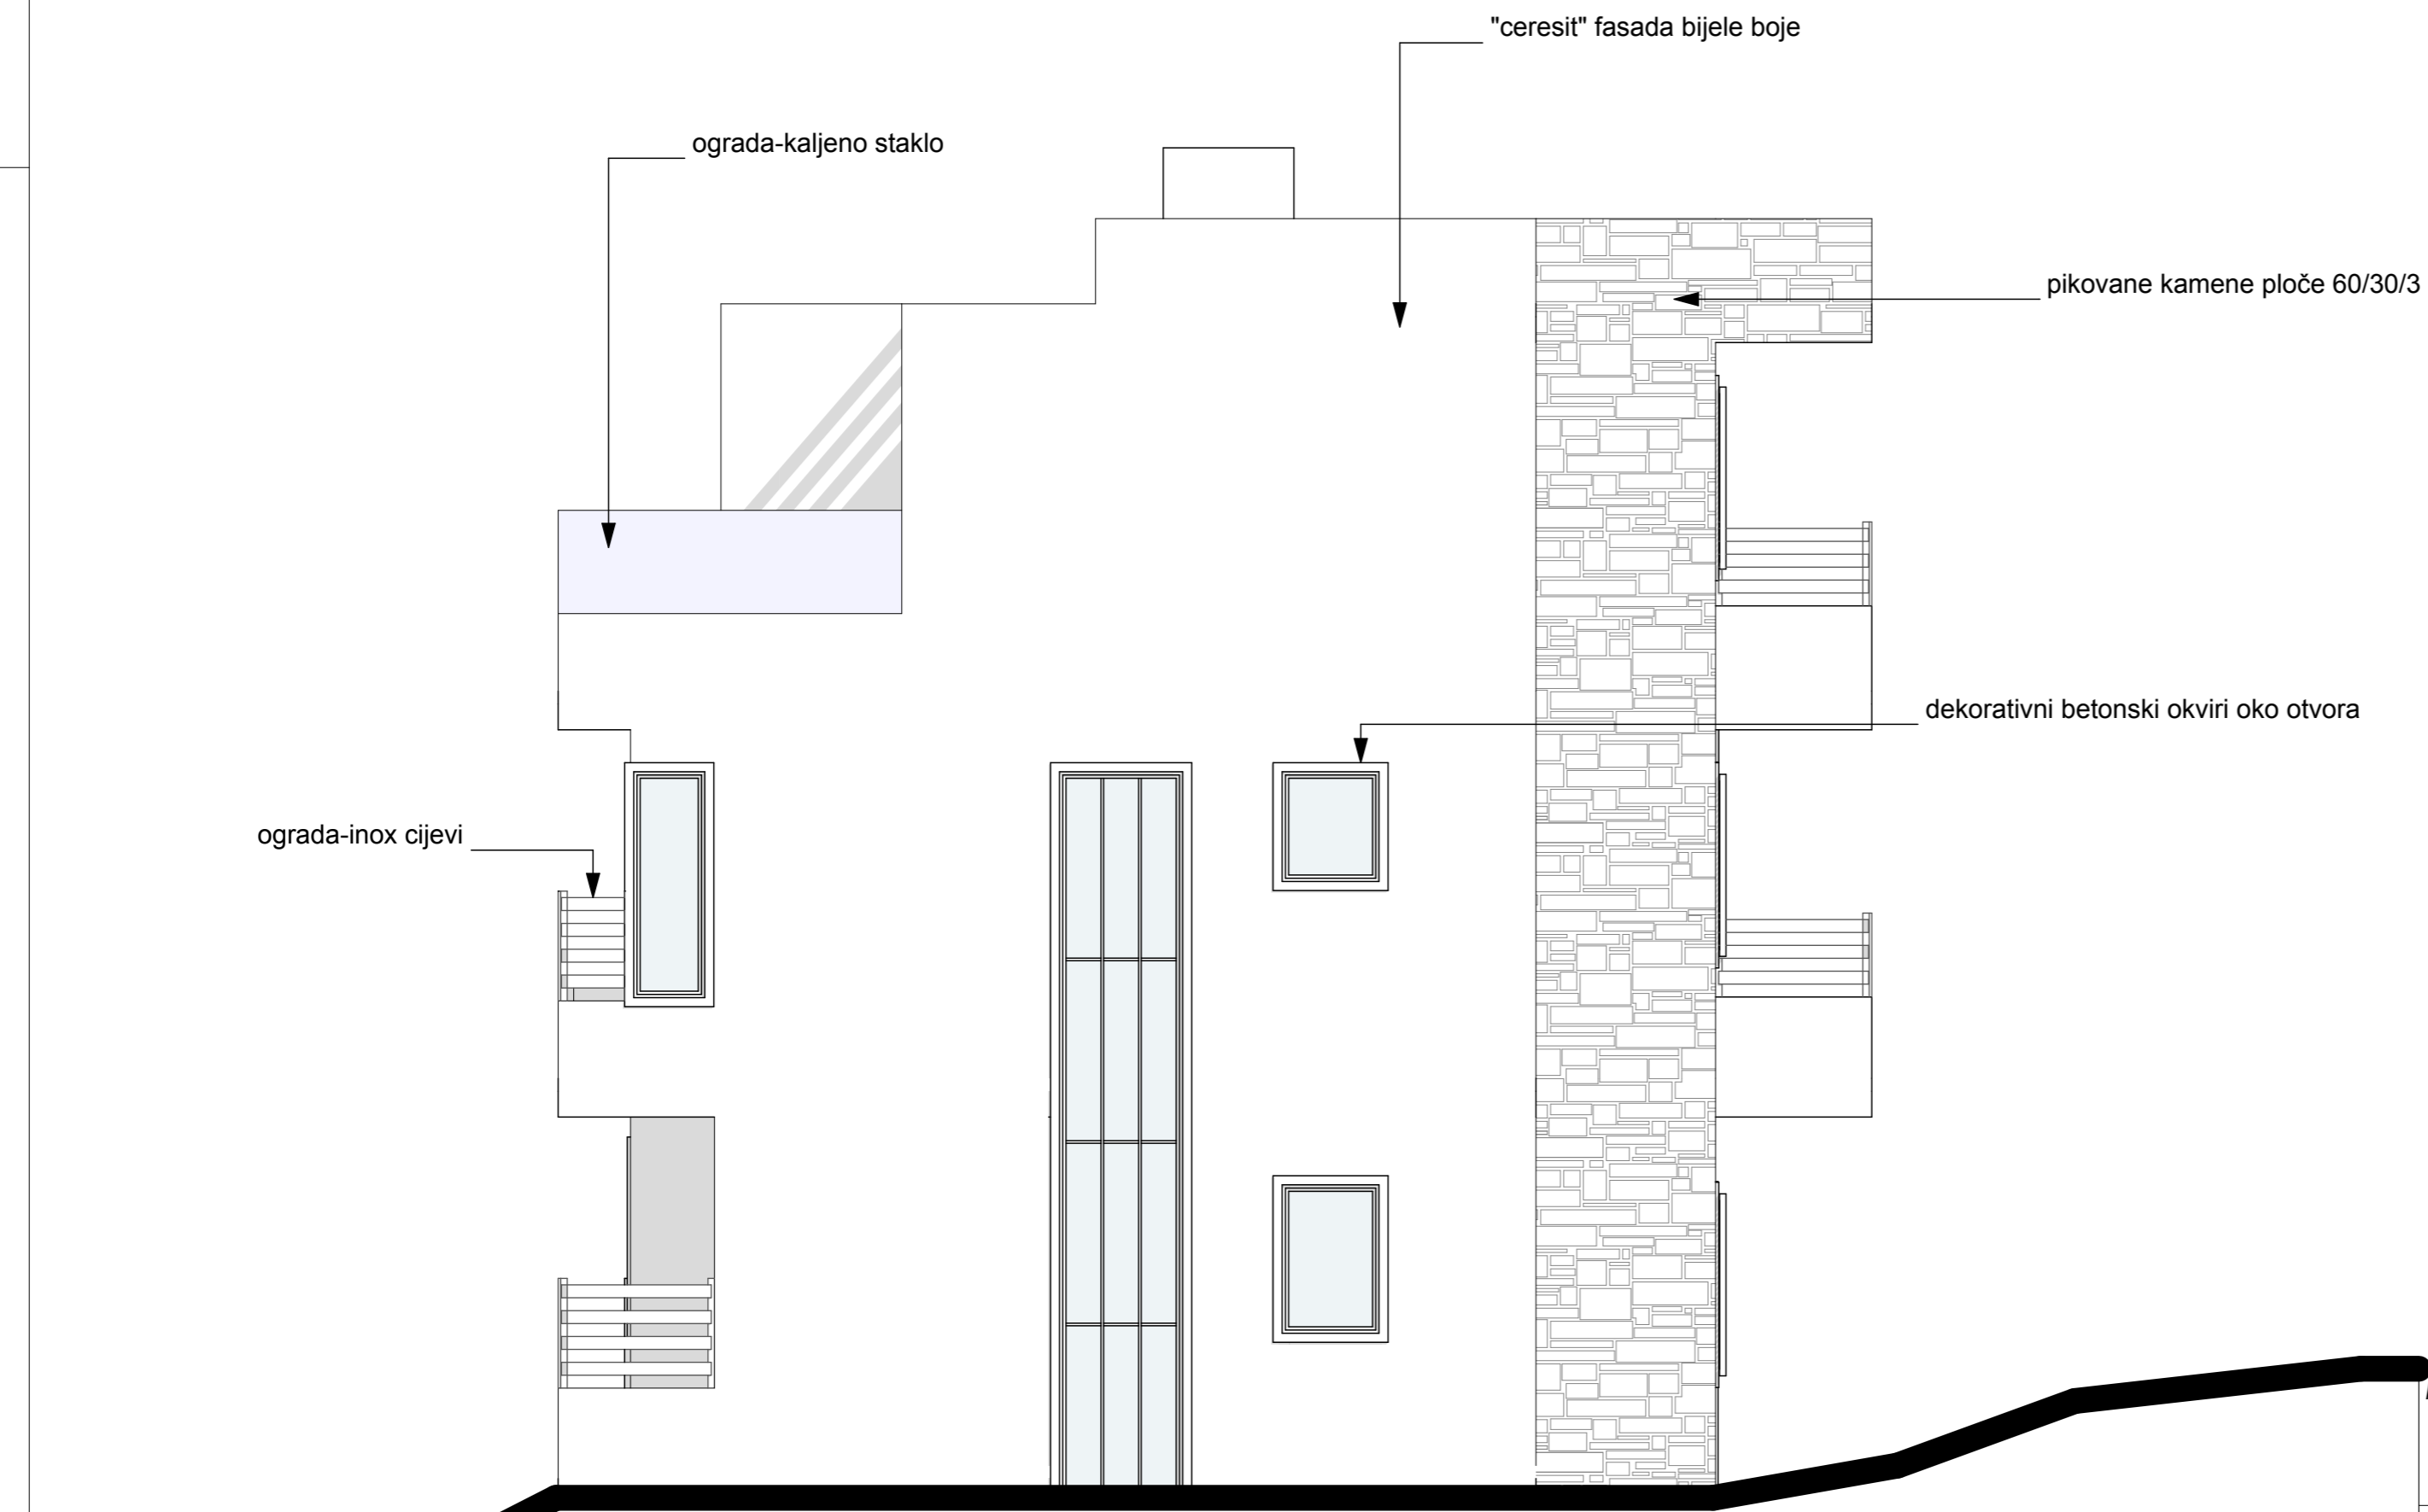 "ceresit" fasada bijele boje
ograda-kaljeno staklo
pikovane kamene ploče 60/30/3
dekorativni betonski okviri oko otvora
ograda-inox cijevi